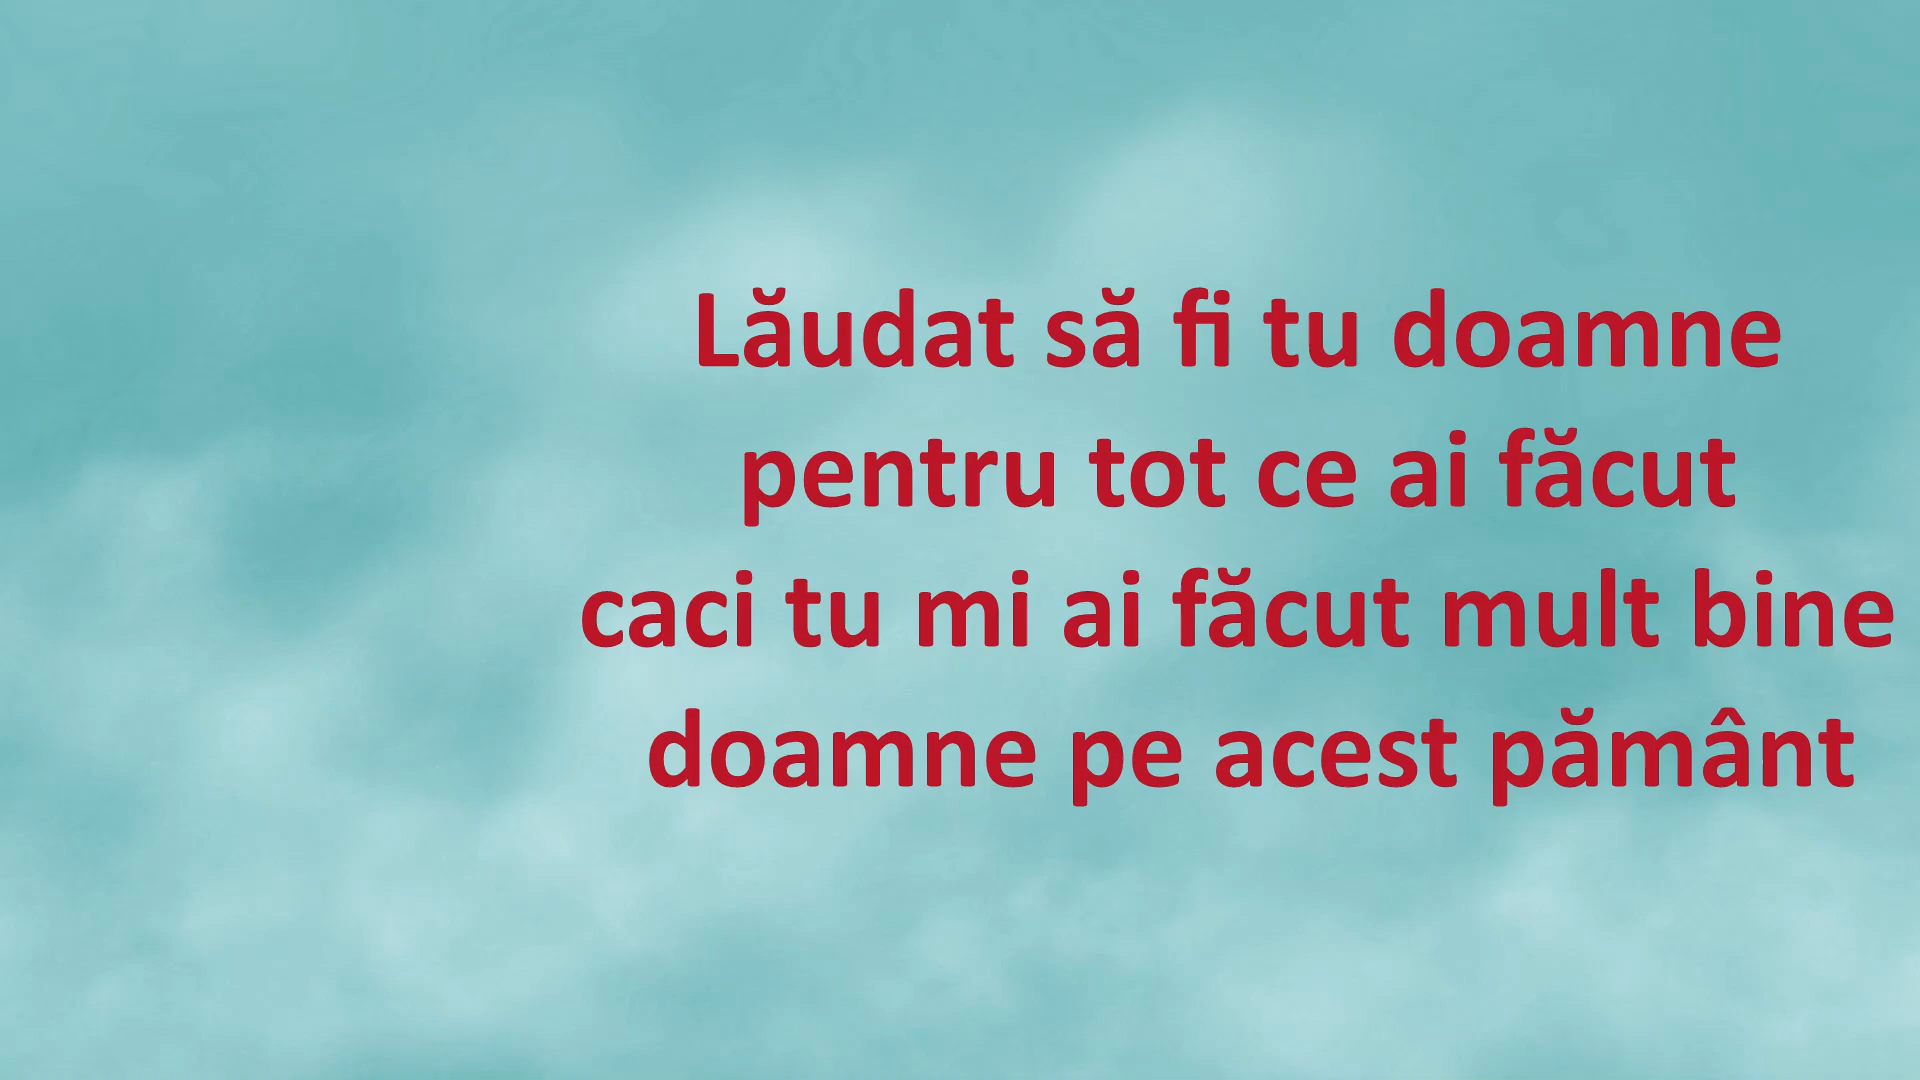 Lăudat să fi tu doamne
pentru tot ce ai făcut
caci tu mi ai făcut mult bine
doamne pe acest pământ